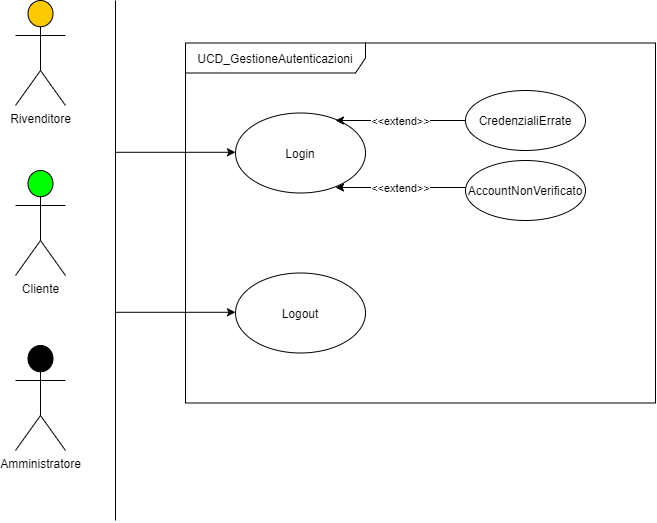 Rivenditore
Cliente
Amministratore
UCD_GestioneAutenticazioni
Login
<<extend>>
CredenzialiErrate
<<extend>>
AccountNonVerificato
Logout